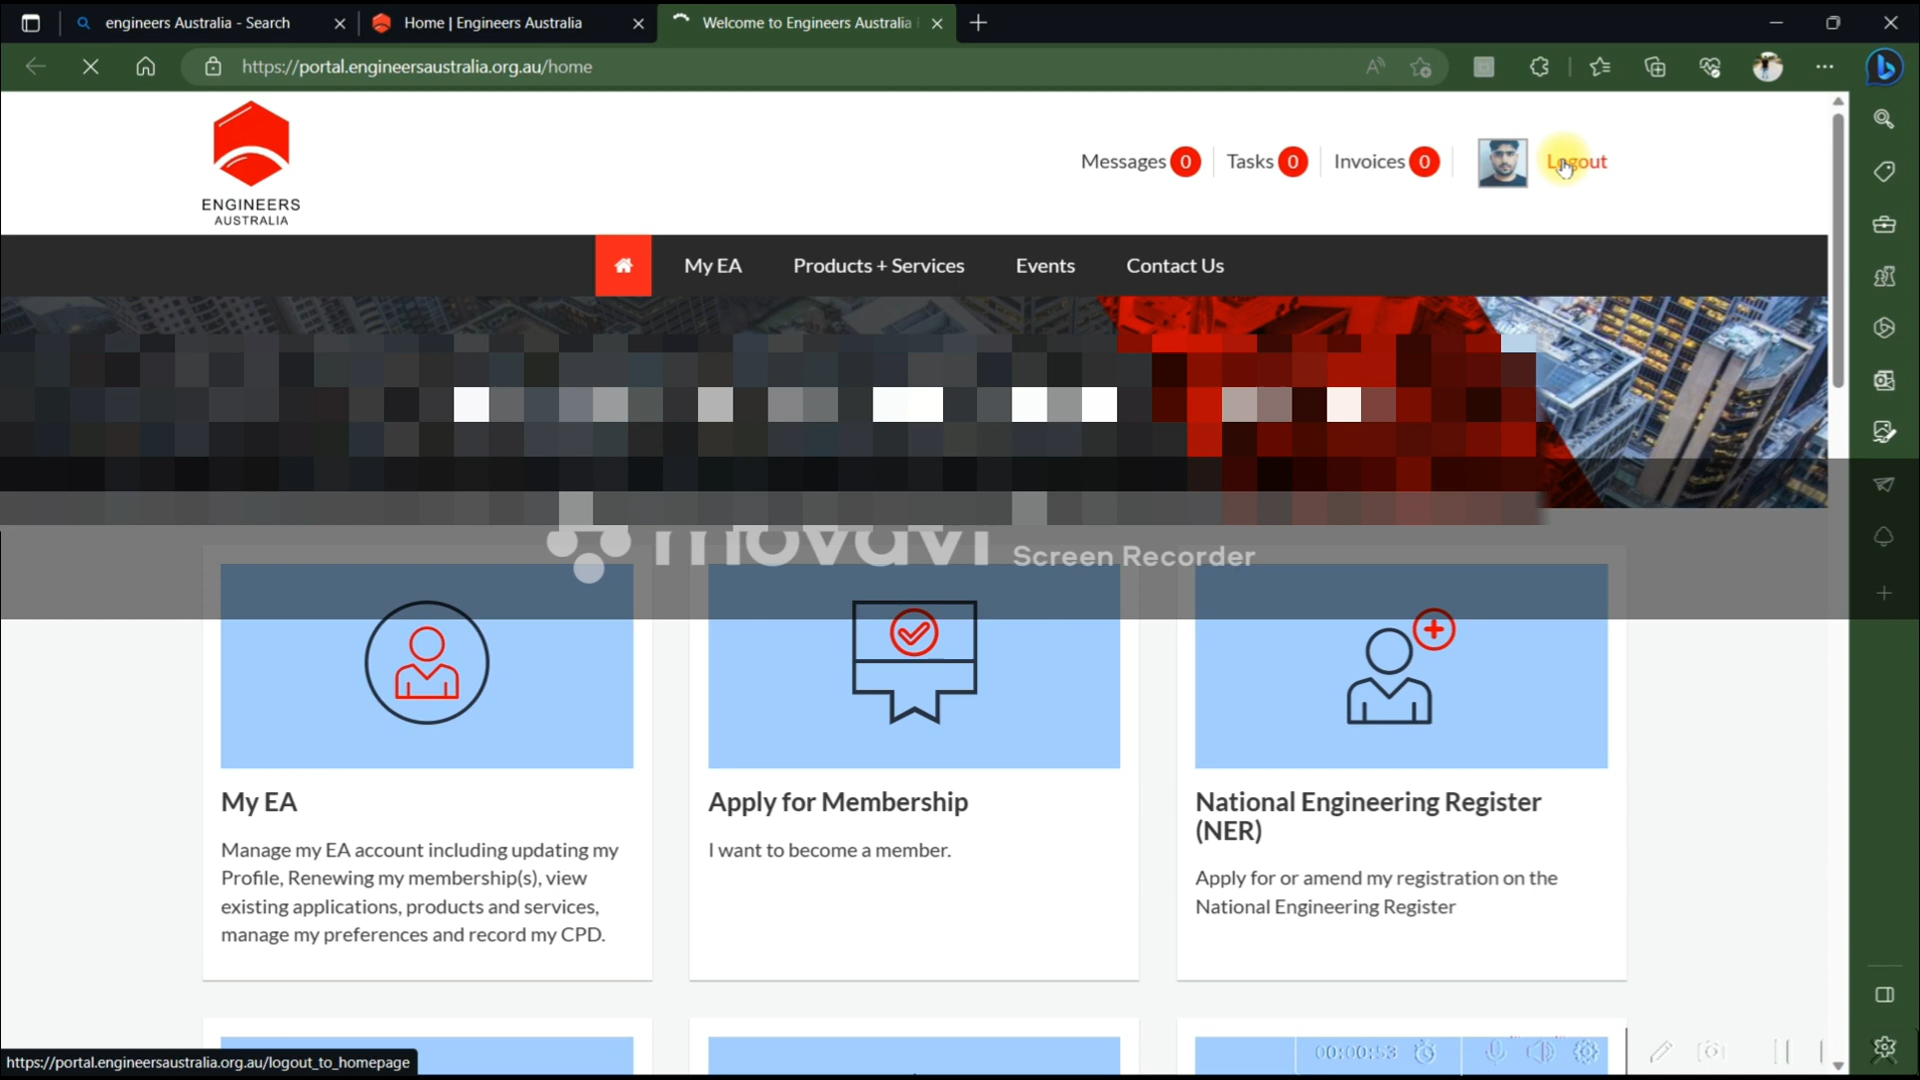 engineers Australia - Search
Home | Engineers Australia
Welcome to Engineers Australia
https://portal.engineersaustralia.org.au/home
ENGINEERS
AUSTRALIA
Messages 0
Tasks 0
Invoices 0
Logout
My EA
Products + Services
Events
Contact Us
movavi Screen Recorder
My EA
Manage my EA account including updating my
Profile, Renewing my membership(s), view
existing applications, products and services,
manage my preferences and record my CPD.
Apply for Membership
I want to become a member.
National Engineering Register
(NER)
Apply for or amend my registration on the
National Engineering Register
00:00:53
https://portal.engineersaustralia.org.au/logout_to_homepage